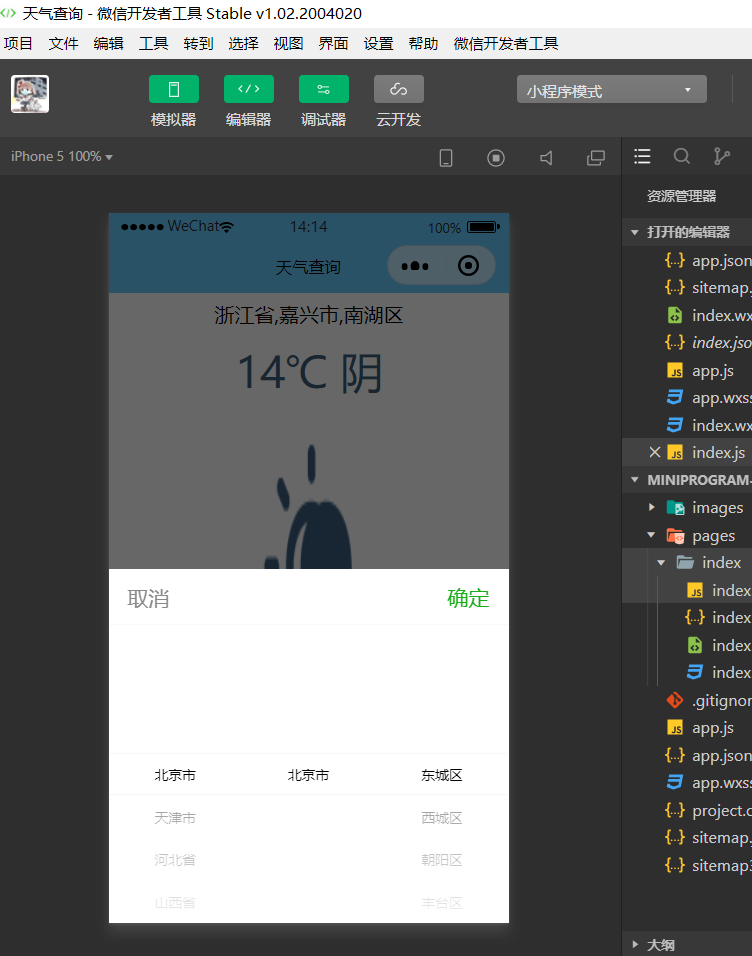 天气查询 - 微信开发者工具 Stable v1.02.2004020
项目 文件 编辑 工具 转到 选择 视图 界面 设置 帮助 微信开发者工具
模拟器 编辑器 调试器 云开发
小程序模式
iPhone 5 100%
资源管理器
打开的编辑器
app.json
sitemap.
index.wx
index.jso
app.js
app.wxss
index.wx
index.js
MINIPROGRAM-
images
pages
index
index
index
index
index
.gitignor
app.js
app.json
app.wxss
project.c
sitemap.
sitemap3
大纲
WeChat 14:14 100%
天气查询
浙江省,嘉兴市,南湖区
14℃ 阴
取消 确定
北京市 北京市 东城区
天津市 西城区
河北省 朝阳区
山西省 丰台区